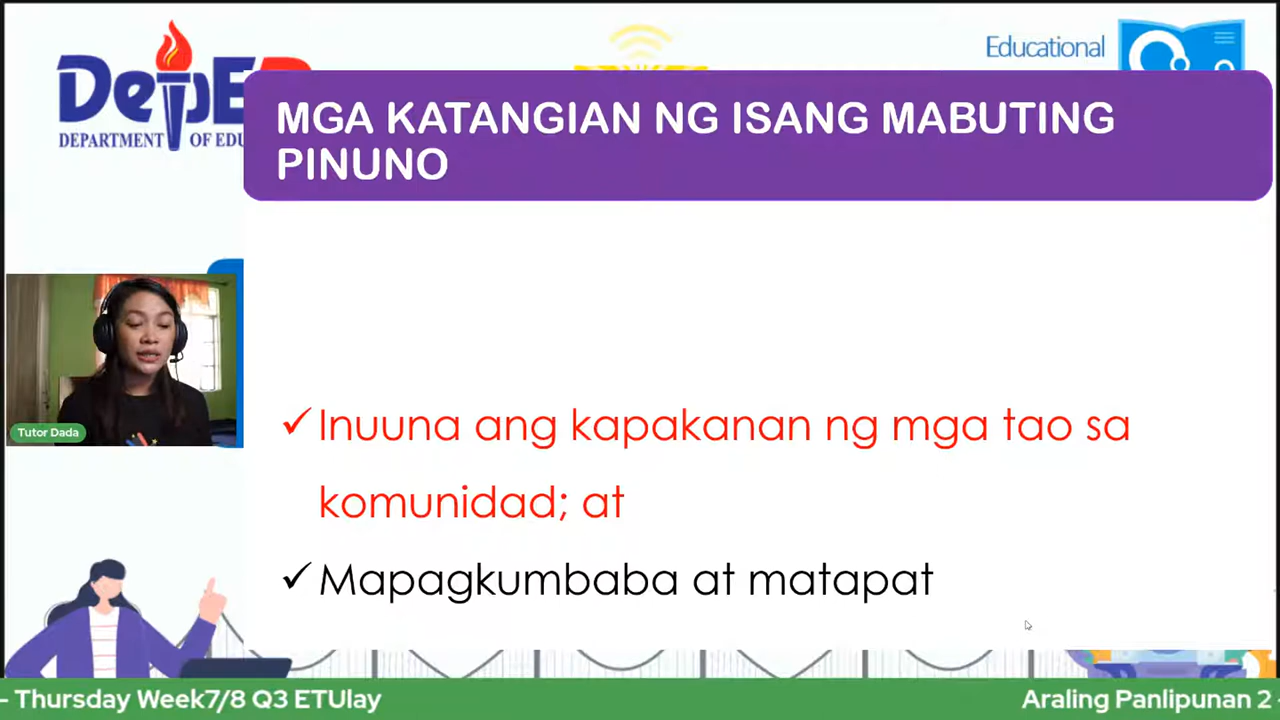 DepE
DEPARTMENT OF EDU
Educational
MGA KATANGIAN NG ISANG MABUTING
PINUNO
Tutor Dada
✓ Inuuna ang kapakanan ng mga tao sa
komunidad; at
✓ Mapagkumbaba at matapat
- Thursday Week7/8 Q3 ETUlay
Araling Panlipunan 2 -